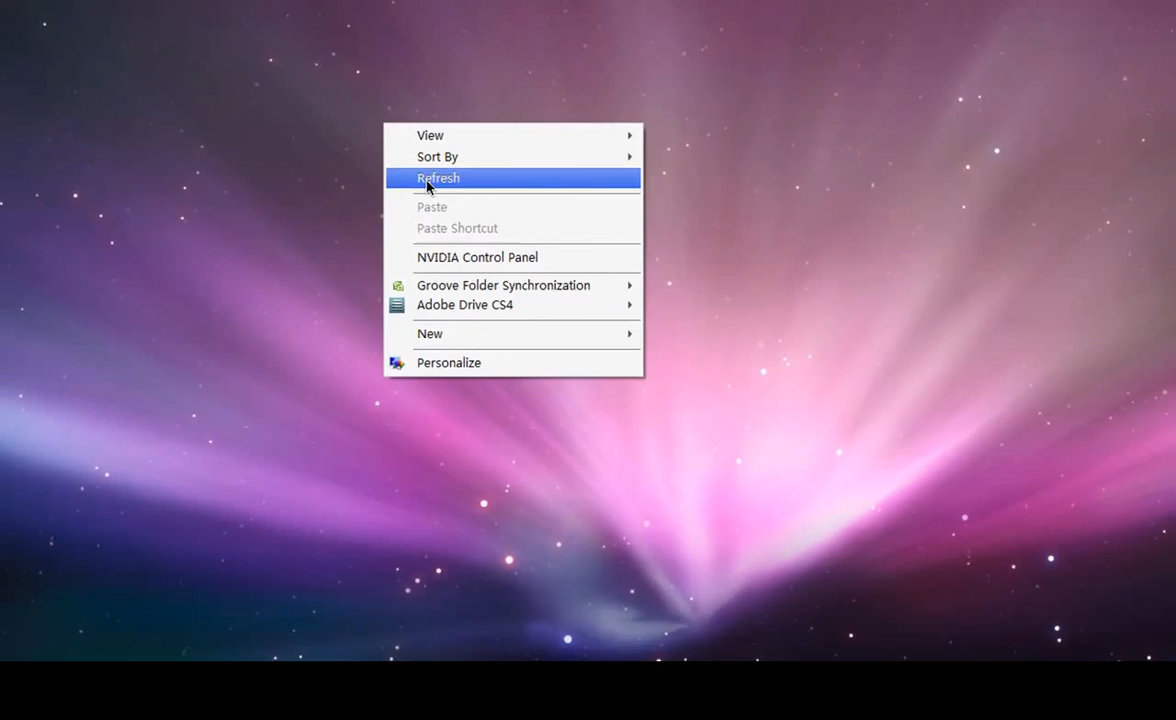 View
Sort By
Refresh
Paste
Paste Shortcut
NVIDIA Control Panel
Groove Folder Synchronization
Adobe Drive CS4
New
Personalize